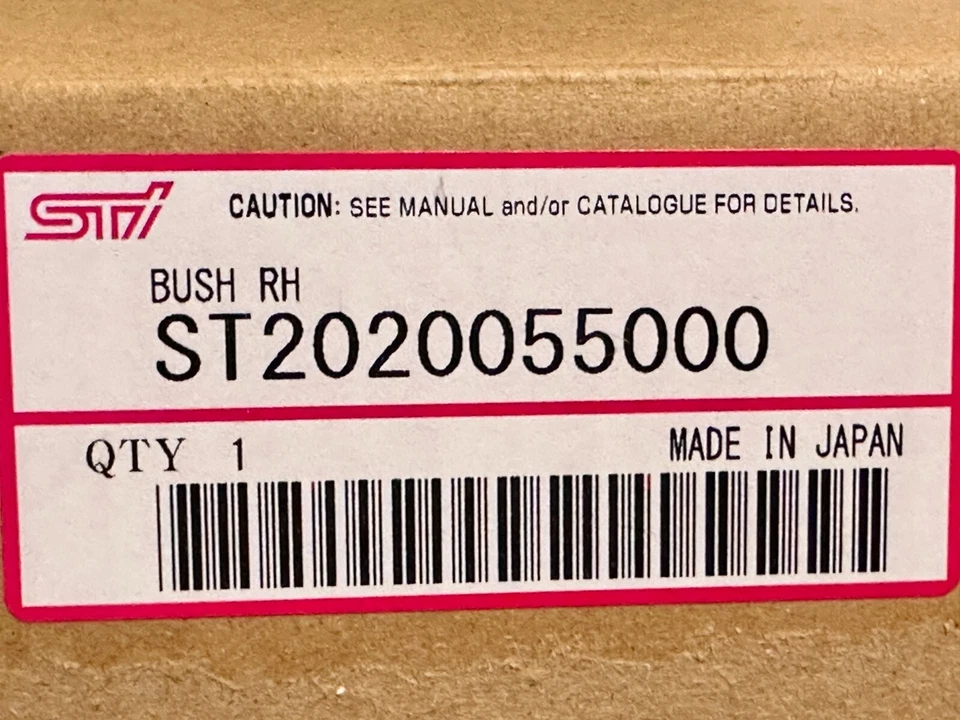 STI CAUTION: SEE MANUAL and/or CATALOGUE FOR DETAILS.
BUSH RH
ST2020055000
QTY 1 MADE IN JAPAN